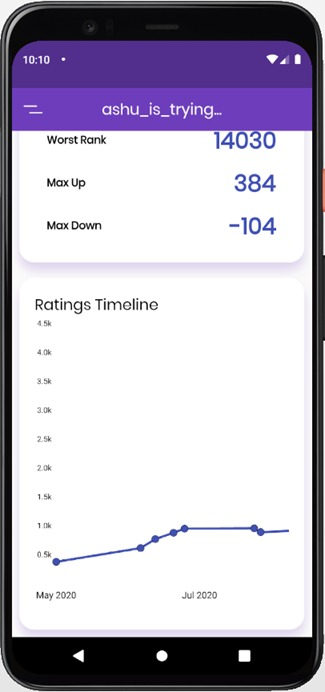 10:10
ashu_is_trying...
Worst Rank 14030
Max Up 384
Max Down -104
Ratings Timeline
4.5k
4.0k
3.5k
3.0k
2.5k
2.0k
1.5k
1.0k
0.5k
May 2020 Jul 2020